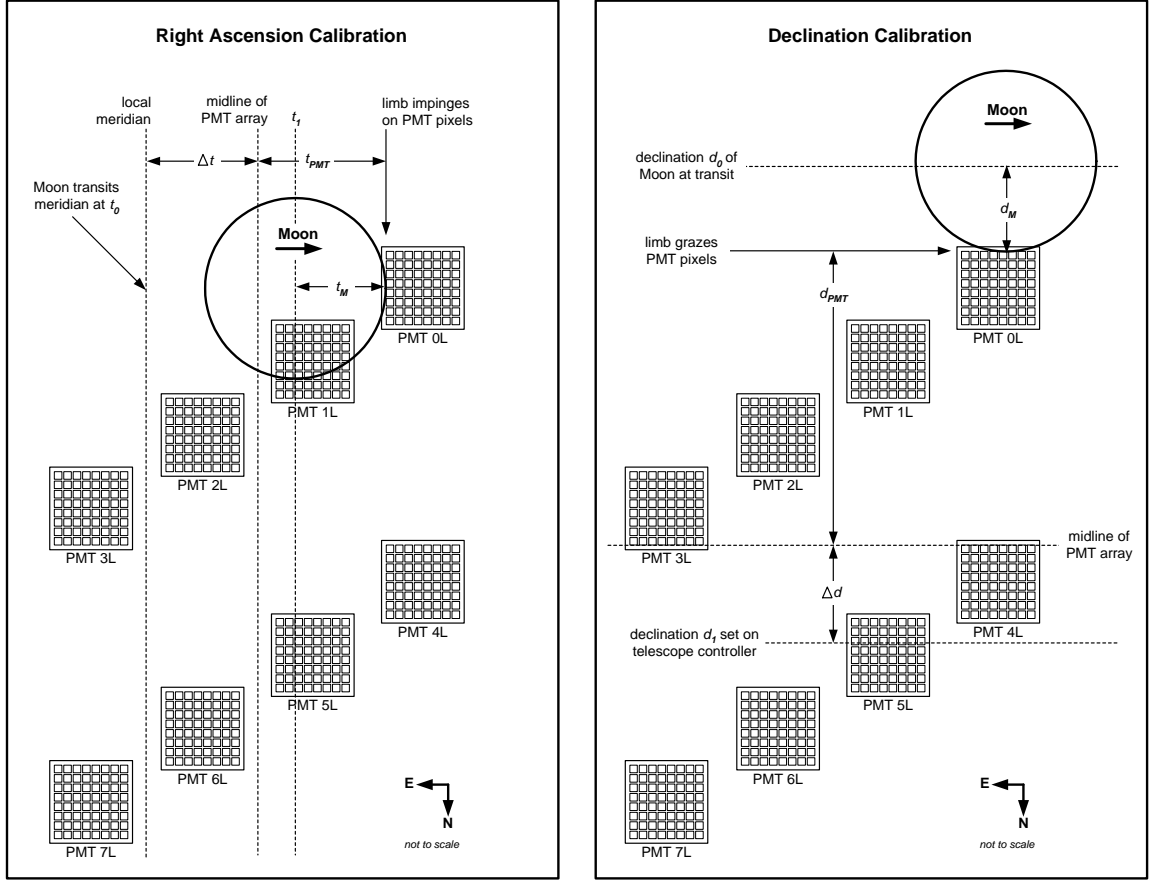 Right Ascension Calibration
local
meridian
midline of
PMT array
t1
limb impinges
on PMT pixels
Δt
tPMT
Moon transits
meridian at t0
Moon
tM
PMT 0L
PMT 1L
PMT 2L
PMT 3L
PMT 4L
PMT 5L
PMT 6L
PMT 7L
E
N
not to scale
Declination Calibration
Moon
declination d0 of
Moon at transit
dM
limb grazes
PMT pixels
dPMT
PMT 0L
PMT 1L
PMT 2L
midline of
PMT array
PMT 3L
Δd
PMT 4L
declination d1 set on
telescope controller
PMT 5L
PMT 6L
PMT 7L
E
N
not to scale